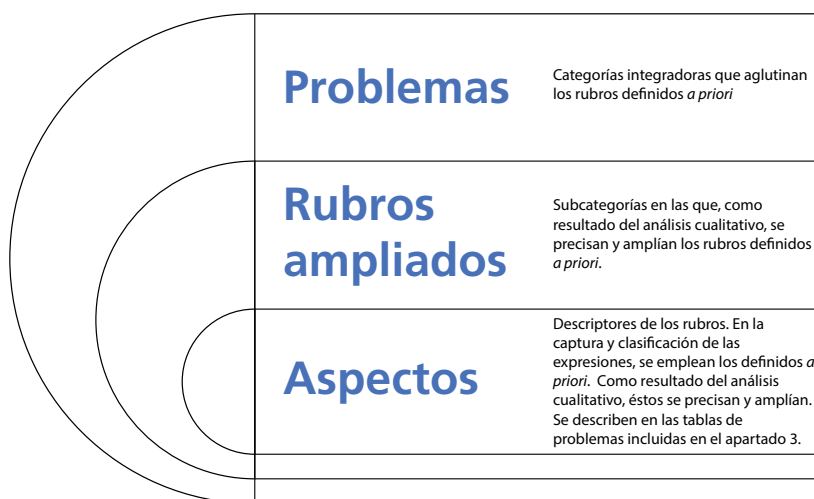 Problemas
Categorías integradoras que aglutinan
los rubros definidos a priori
Rubros
ampliados
Subcategorías en las que, como
resultado del análisis cualitativo, se
precisan y amplían los rubros definidos
a priori.
Aspectos
Descriptores de los rubros. En la
captura y clasificación de las
expresiones, se emplean los definidos a
priori. Como resultado del análisis
cualitativo, éstos se precisan y amplían.
Se describen en las tablas de
problemas incluidas en el apartado 3.